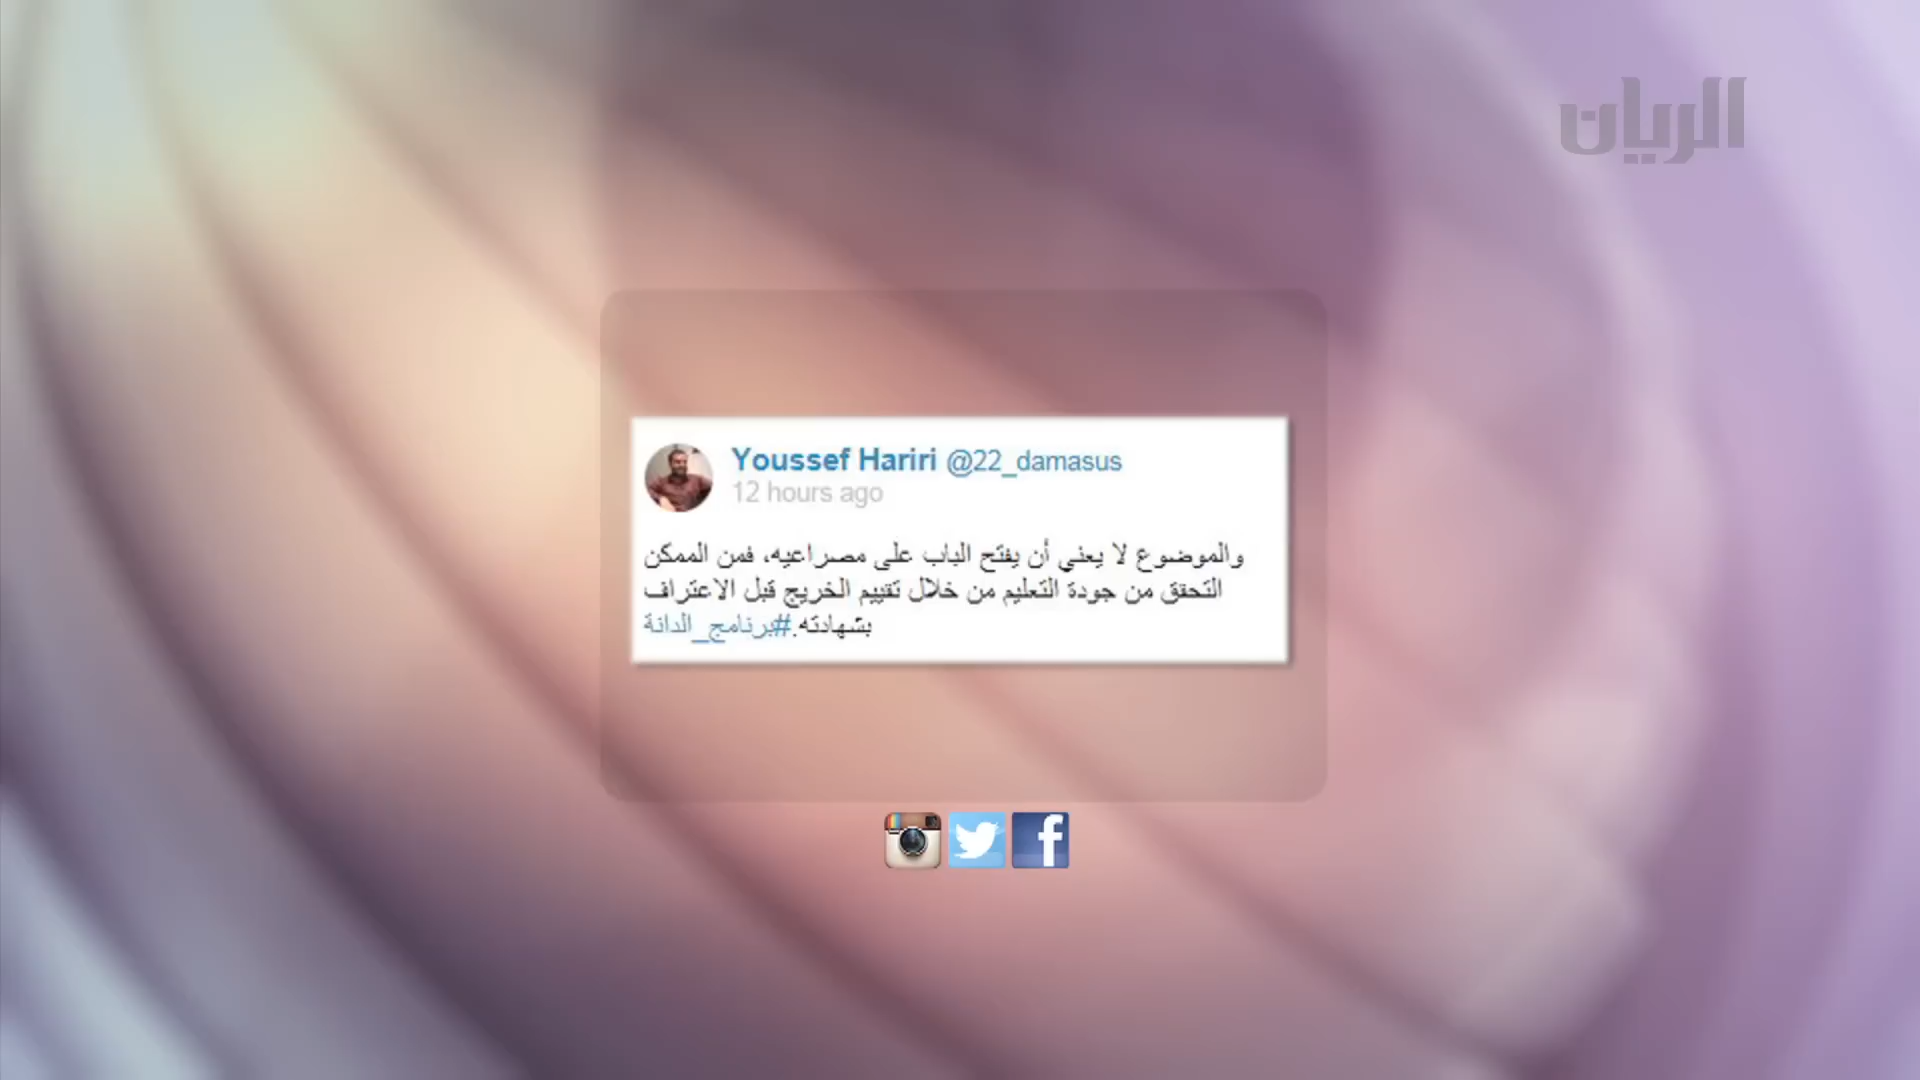 الريان
Youssef Hariri @22_damasus
12 hours ago
والموضوع لا يعني أن يفتح الباب على مصراعيه، فمن الممكن
التحقق من جودة التعليم من خلال تقييم الخريج قبل الاعتراف
بشهادته.#برنامج_الدانة